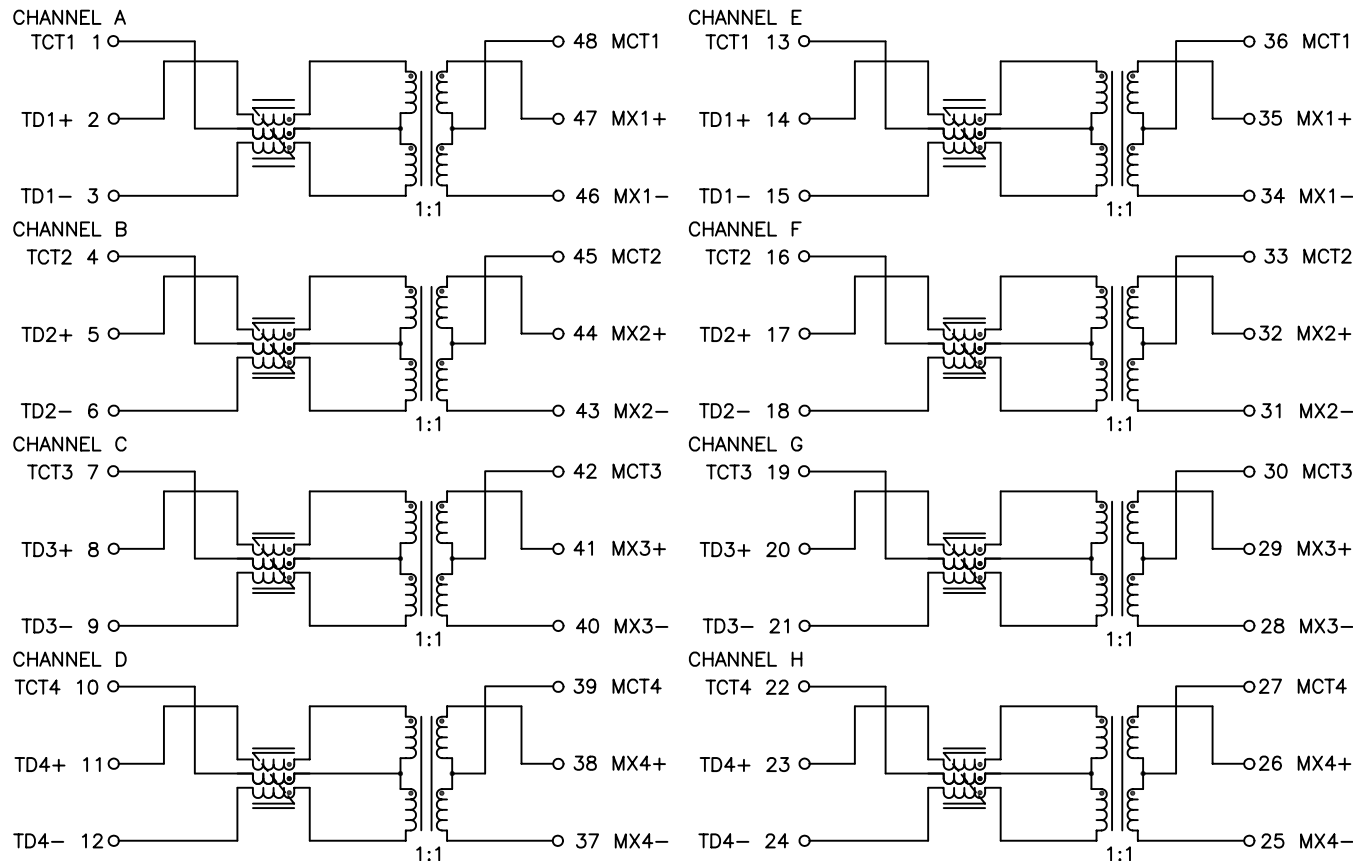 CHANNEL A
TCT1 1
48 MCT1
TD1+ 2
47 MX1+
TD1− 3
46 MX1−
1:1
CHANNEL B
TCT2 4
45 MCT2
TD2+ 5
44 MX2+
TD2− 6
43 MX2−
1:1
CHANNEL C
TCT3 7
42 MCT3
TD3+ 8
41 MX3+
TD3− 9
40 MX3−
1:1
CHANNEL D
TCT4 10
39 MCT4
TD4+ 11
38 MX4+
TD4− 12
37 MX4−
1:1
CHANNEL E
TCT1 13
36 MCT1
TD1+ 14
35 MX1+
TD1− 15
34 MX1−
1:1
CHANNEL F
TCT2 16
33 MCT2
TD2+ 17
32 MX2+
TD2− 18
31 MX2−
1:1
CHANNEL G
TCT3 19
30 MCT3
TD3+ 20
29 MX3+
TD3− 21
28 MX3−
1:1
CHANNEL H
TCT4 22
27 MCT4
TD4+ 23
26 MX4+
TD4− 24
25 MX4−
1:1